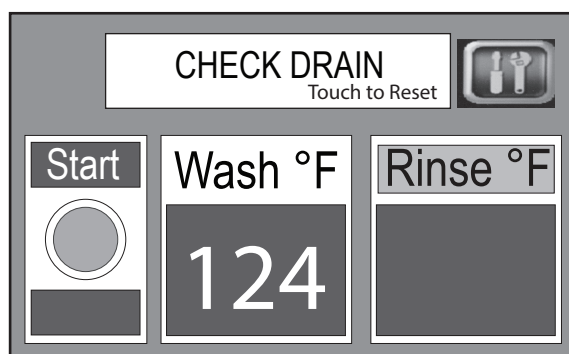 CHECK DRAIN
Touch to Reset
Start
Wash °F
Rinse °F
124